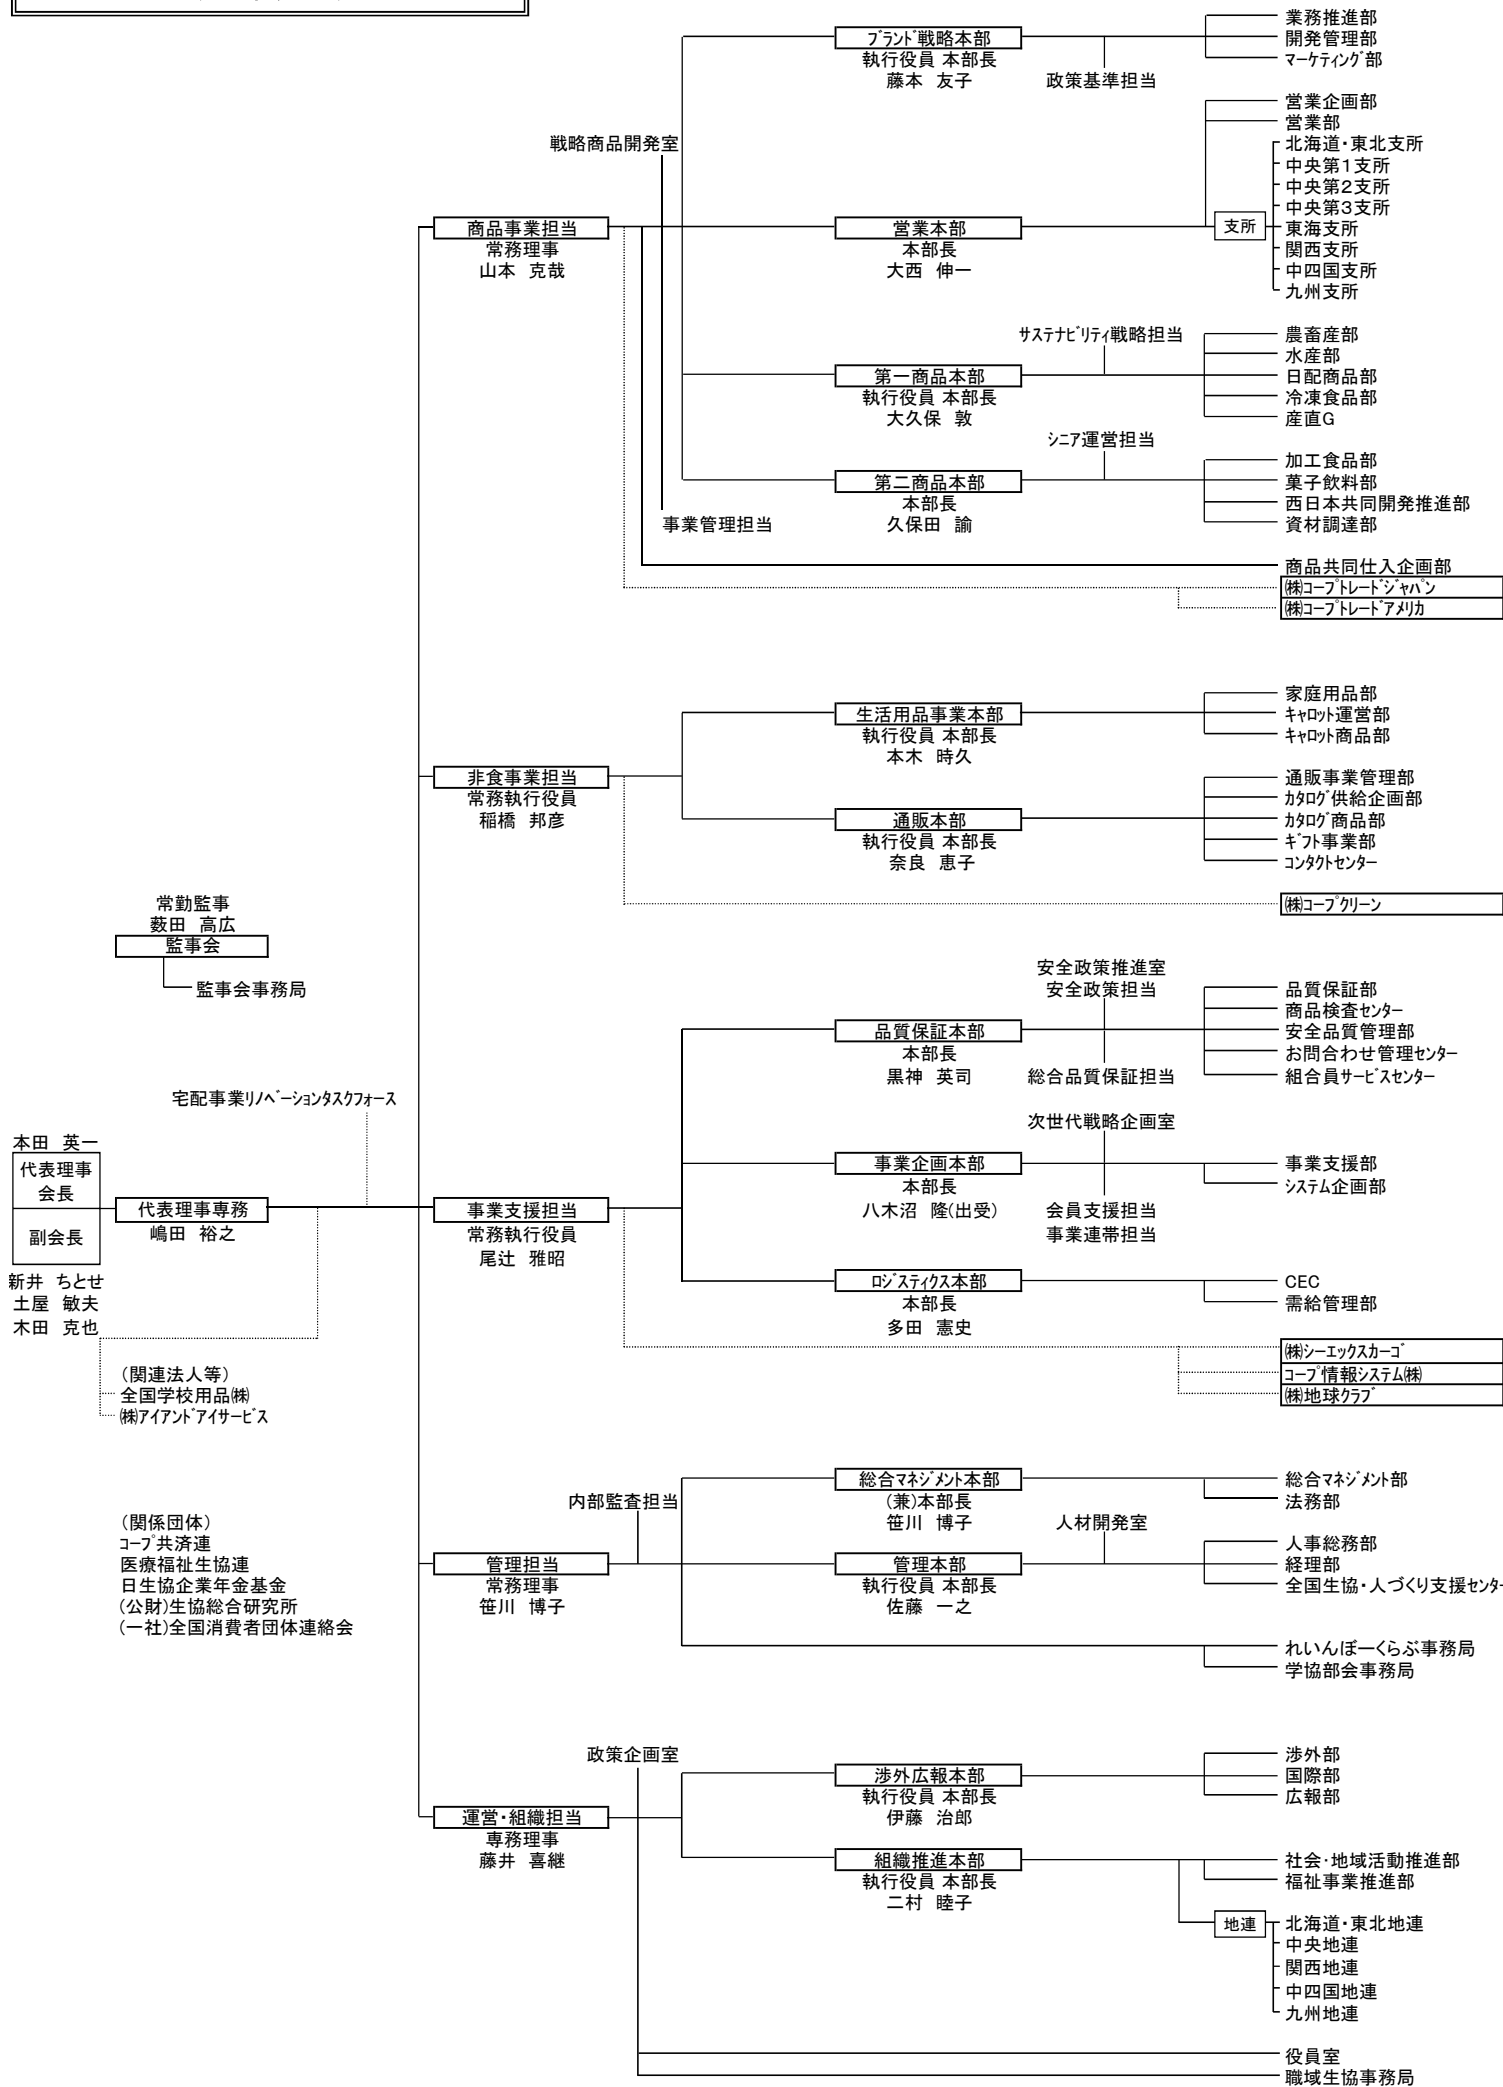 ブランド戦略本部
執行役員 本部長
藤本 友子
政策基準担当
業務推進部
開発管理部
マーケティング部
戦略商品開発室
商品事業担当
常務理事
山本 克哉
事業管理担当
営業本部
本部長
大西 伸一
営業企画部
営業部
支所
北海道・東北支所
中央第1支所
中央第2支所
中央第3支所
東海支所
関西支所
中四国支所
九州支所
第一商品本部
執行役員 本部長
大久保 敦
サステナビリティ戦略担当
農畜産部
水産部
日配商品部
冷凍食品部
産直G
第二商品本部
本部長
久保田 諭
シニア運営担当
加工食品部
菓子飲料部
西日本共同開発推進部
資材調達部
商品共同仕入企画部
㈱コープトレードジャパン
㈱コープトレードアメリカ
非食事業担当
常務執行役員
稲橋 邦彦
生活用品事業本部
執行役員 本部長
本木 時久
家庭用品部
キャロット運営部
キャロット商品部
通販本部
執行役員 本部長
奈良 恵子
通販事業管理部
カタログ供給企画部
カタログ商品部
ギフト事業部
コンタクトセンター
㈱コープクリーン
常勤監事
薮田 高広
監事会
監事会事務局
宅配事業リノベーションタスクフォース
本田 英一
代表理事
会長
副会長
新井 ちとせ
土屋 敏夫
木田 克也
代表理事専務
嶋田 裕之
(関連法人等)
全国学校用品㈱
㈱アイアンドアイサービス
事業支援担当
常務執行役員
尾辻 雅昭
品質保証本部
本部長
黒神 英司
安全政策推進室
安全政策担当
総合品質保証担当
品質保証部
商品検査センター
安全品質管理部
お問合わせ管理センター
組合員サービスセンター
事業企画本部
本部長
八木沼 隆(出受)
次世代戦略企画室
会員支援担当
事業連帯担当
事業支援部
システム企画部
ロジスティクス本部
本部長
多田 憲史
CEC
需給管理部
㈱シーエックスカーゴ
コープ情報システム㈱
㈱地球クラブ
(関係団体)
コープ共済連
医療福祉生協連
日生協企業年金基金
(公財)生協総合研究所
(一社)全国消費者団体連絡会
内部監査担当
管理担当
常務理事
笹川 博子
総合マネジメント本部
(兼)本部長
笹川 博子
総合マネジメント部
法務部
人材開発室
管理本部
執行役員 本部長
佐藤 一之
人事総務部
経理部
全国生協・人づくり支援センター
れいんぼーくらぶ事務局
学協部会事務局
政策企画室
運営・組織担当
専務理事
藤井 喜継
渉外広報本部
執行役員 本部長
伊藤 治郎
渉外部
国際部
広報部
組織推進本部
執行役員 本部長
二村 睦子
社会・地域活動推進部
福祉事業推進部
地連
北海道・東北地連
中央地連
関西地連
中四国地連
九州地連
役員室
職域生協事務局